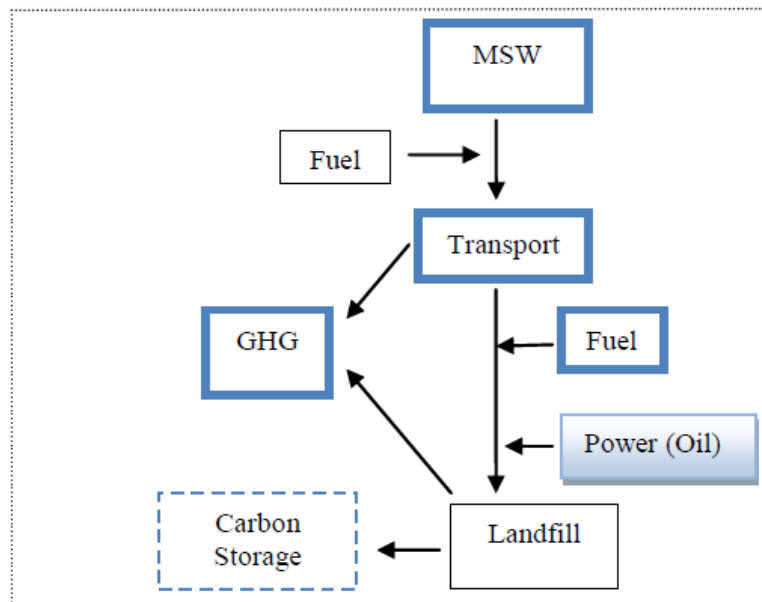 MSW
Fuel
Transport
GHG
Fuel
Power (Oil)
Carbon
Storage
Landfill